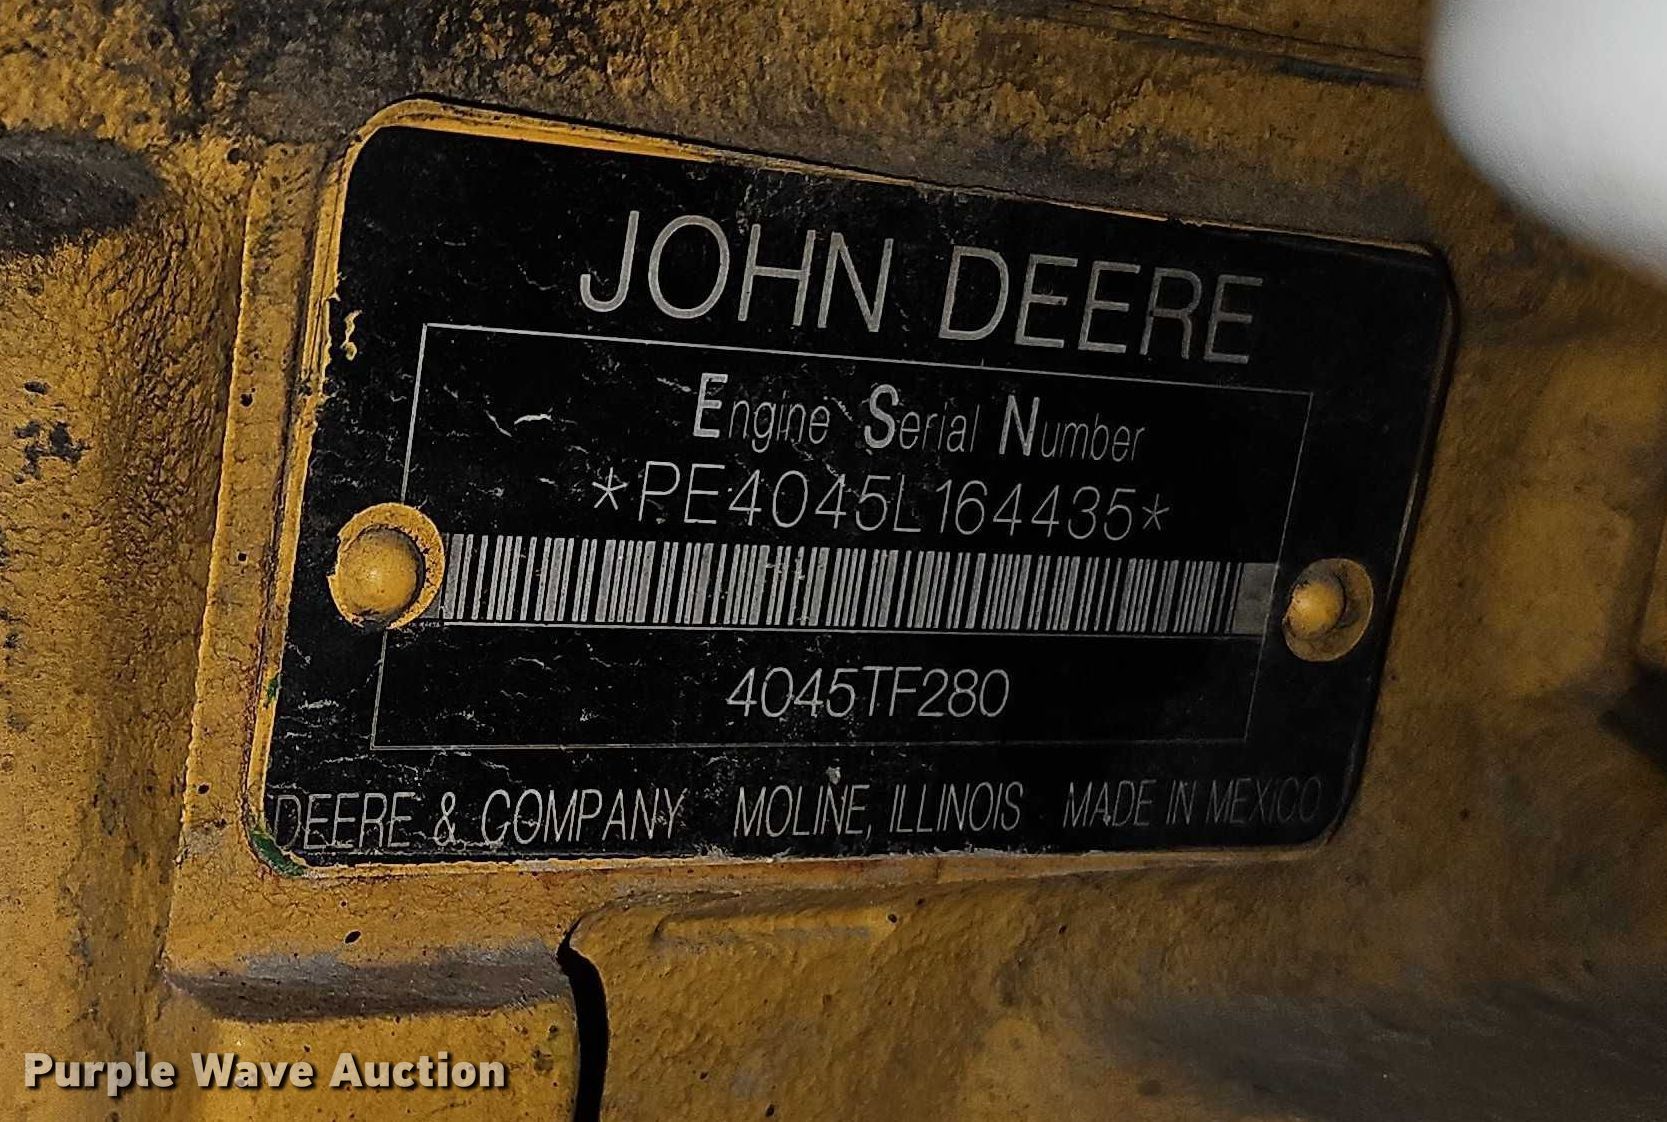 JOHN DEERE
Engine Serial Number
*PE4045L164435*
4045TF280
DEERE & COMPANY MOLINE, ILLINOIS MADE IN MEXICO
Purple Wave Auction